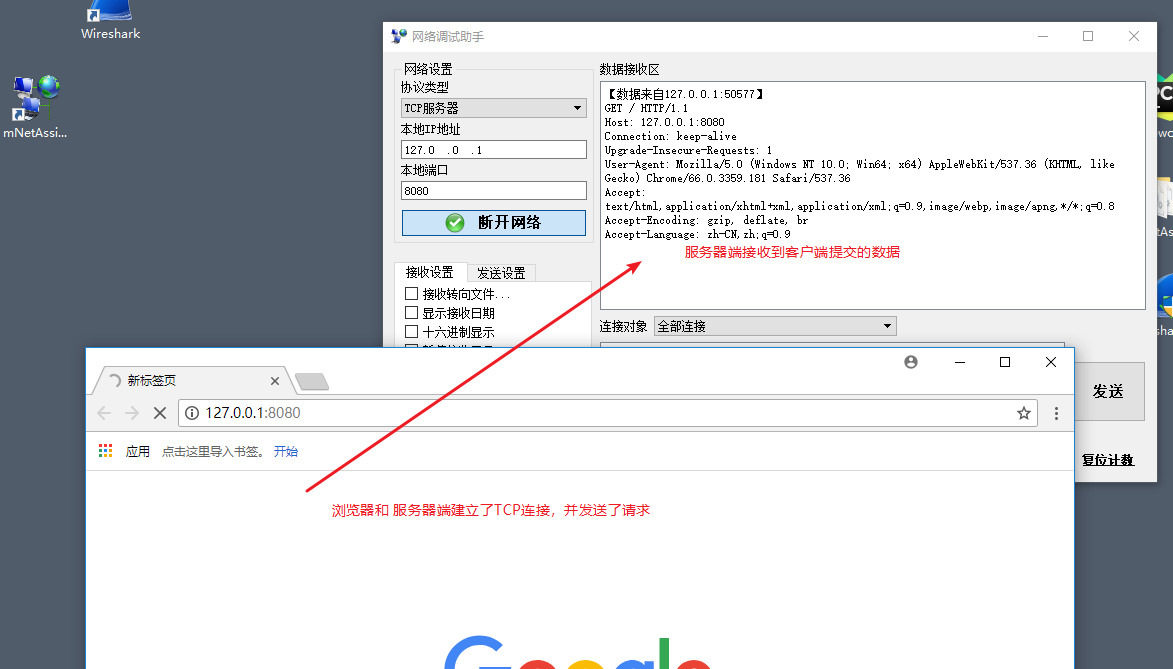 Wireshark
mNetAssi...
网络调试助手
网络设置
协议类型
TCP服务器
本地IP地址
127.0 .0 .1
本地端口
8080
断开网络
接收设置 发送设置
接收转向文件...
显示接收日期
十六进制显示
数据接收区
【数据来自127.0.0.1:50577】
GET / HTTP/1.1
Host: 127.0.0.1:8080
Connection: keep-alive
Upgrade-Insecure-Requests: 1
User-Agent: Mozilla/5.0 (Windows NT 10.0; Win64; x64) AppleWebKit/537.36 (KHTML, like
Gecko) Chrome/66.0.3359.181 Safari/537.36
Accept:
text/html,application/xhtml+xml,application/xml;q=0.9,image/webp,image/apng,*/*;q=0.8
Accept-Encoding: gzip, deflate, br
Accept-Language: zh-CN,zh;q=0.9
服务器端接收到客户端提交的数据
连接对象 全部连接
发送
复位计数
新标签页
127.0.0.1:8080
应用 点击这里导入书签。 开始
浏览器和 服务器端建立了TCP连接，并发送了请求
Google